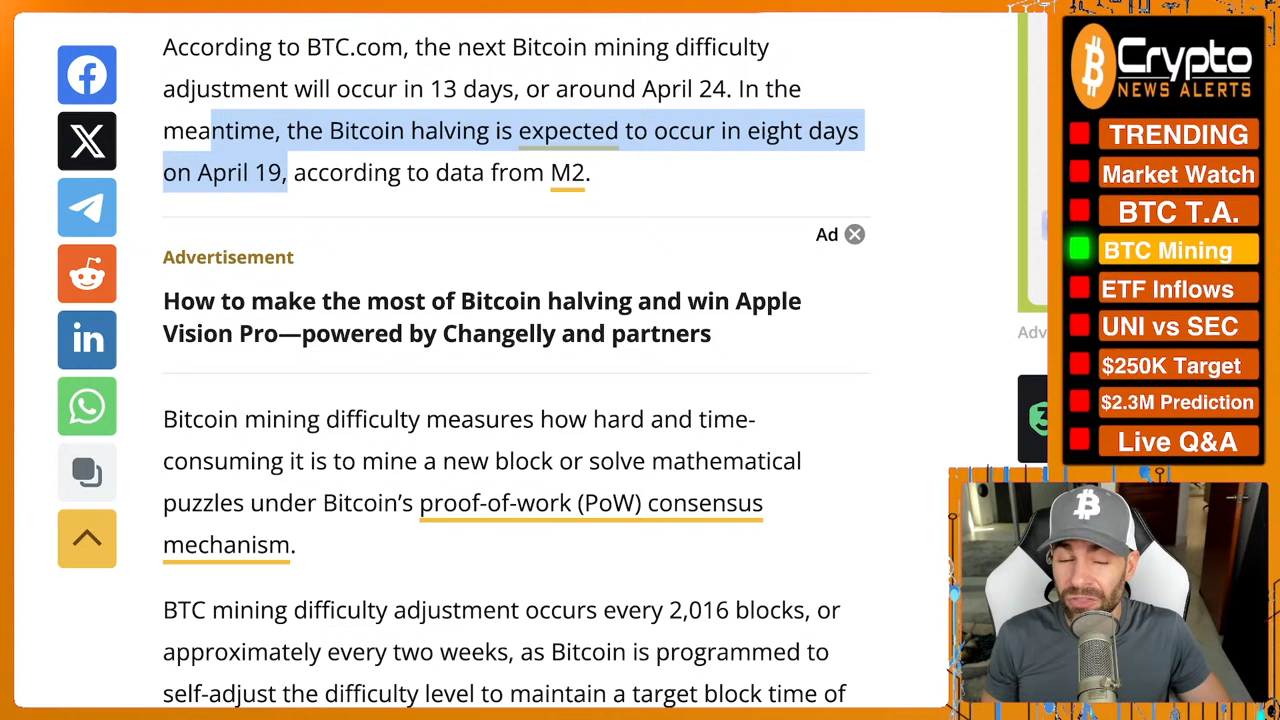 According to BTC.com, the next Bitcoin mining difficulty
adjustment will occur in 13 days, or around April 24. In the
meantime, the Bitcoin halving is expected to occur in eight days
on April 19, according to data from M2.
Ad
Advertisement
How to make the most of Bitcoin halving and win Apple
Vision Pro—powered by Changelly and partners
Bitcoin mining difficulty measures how hard and time-
consuming it is to mine a new block or solve mathematical
puzzles under Bitcoin’s proof-of-work (PoW) consensus
mechanism.
BTC mining difficulty adjustment occurs every 2,016 blocks, or
approximately every two weeks, as Bitcoin is programmed to
self-adjust the difficulty level to maintain a target block time of
Adv
Crypto
NEWS ALERTS
TRENDING
Market Watch
BTC T.A.
BTC Mining
ETF Inflows
UNI vs SEC
$250K Target
$2.3M Prediction
Live Q&A